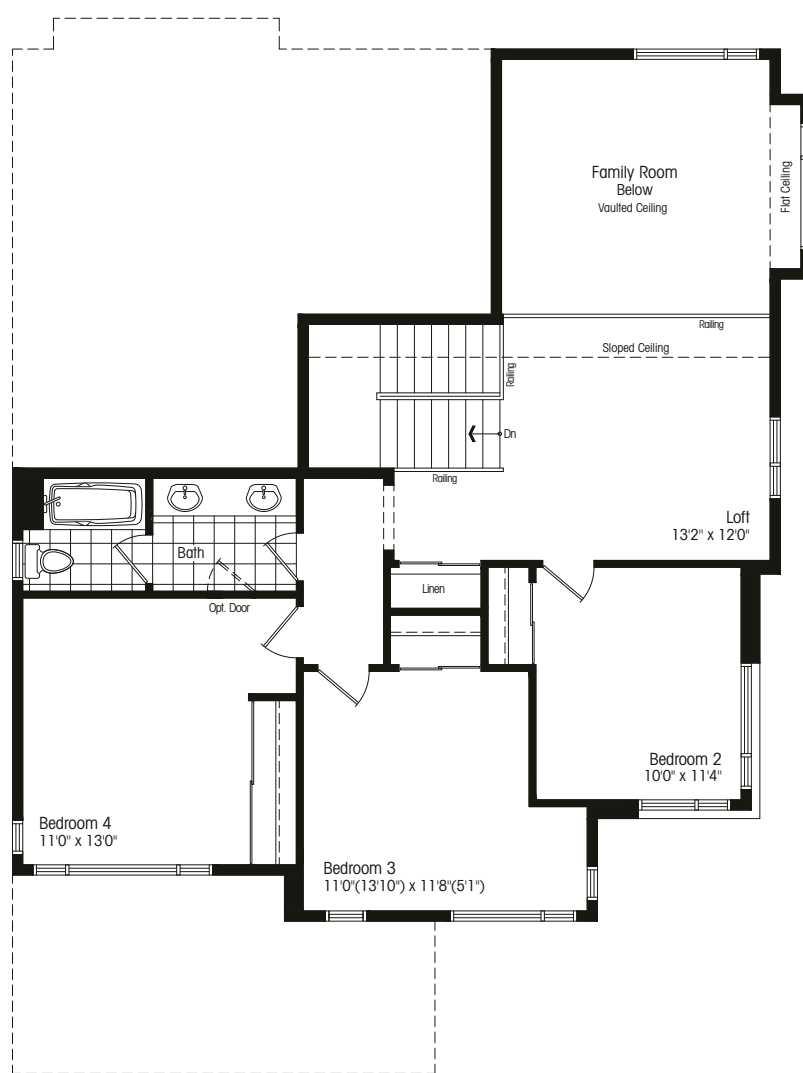 Family Room
Below
Vaulted Ceiling
Flat Ceiling
Railing
Sloped Ceiling
Railing
Dn
Railing
Loft
13'2" x 12'0"
Bath
Linen
Opt. Door
Bedroom 2
10'0" x 11'4"
Bedroom 4
11'0" x 13'0"
Bedroom 3
11'0"(13'10") x 11'8"(5'1")